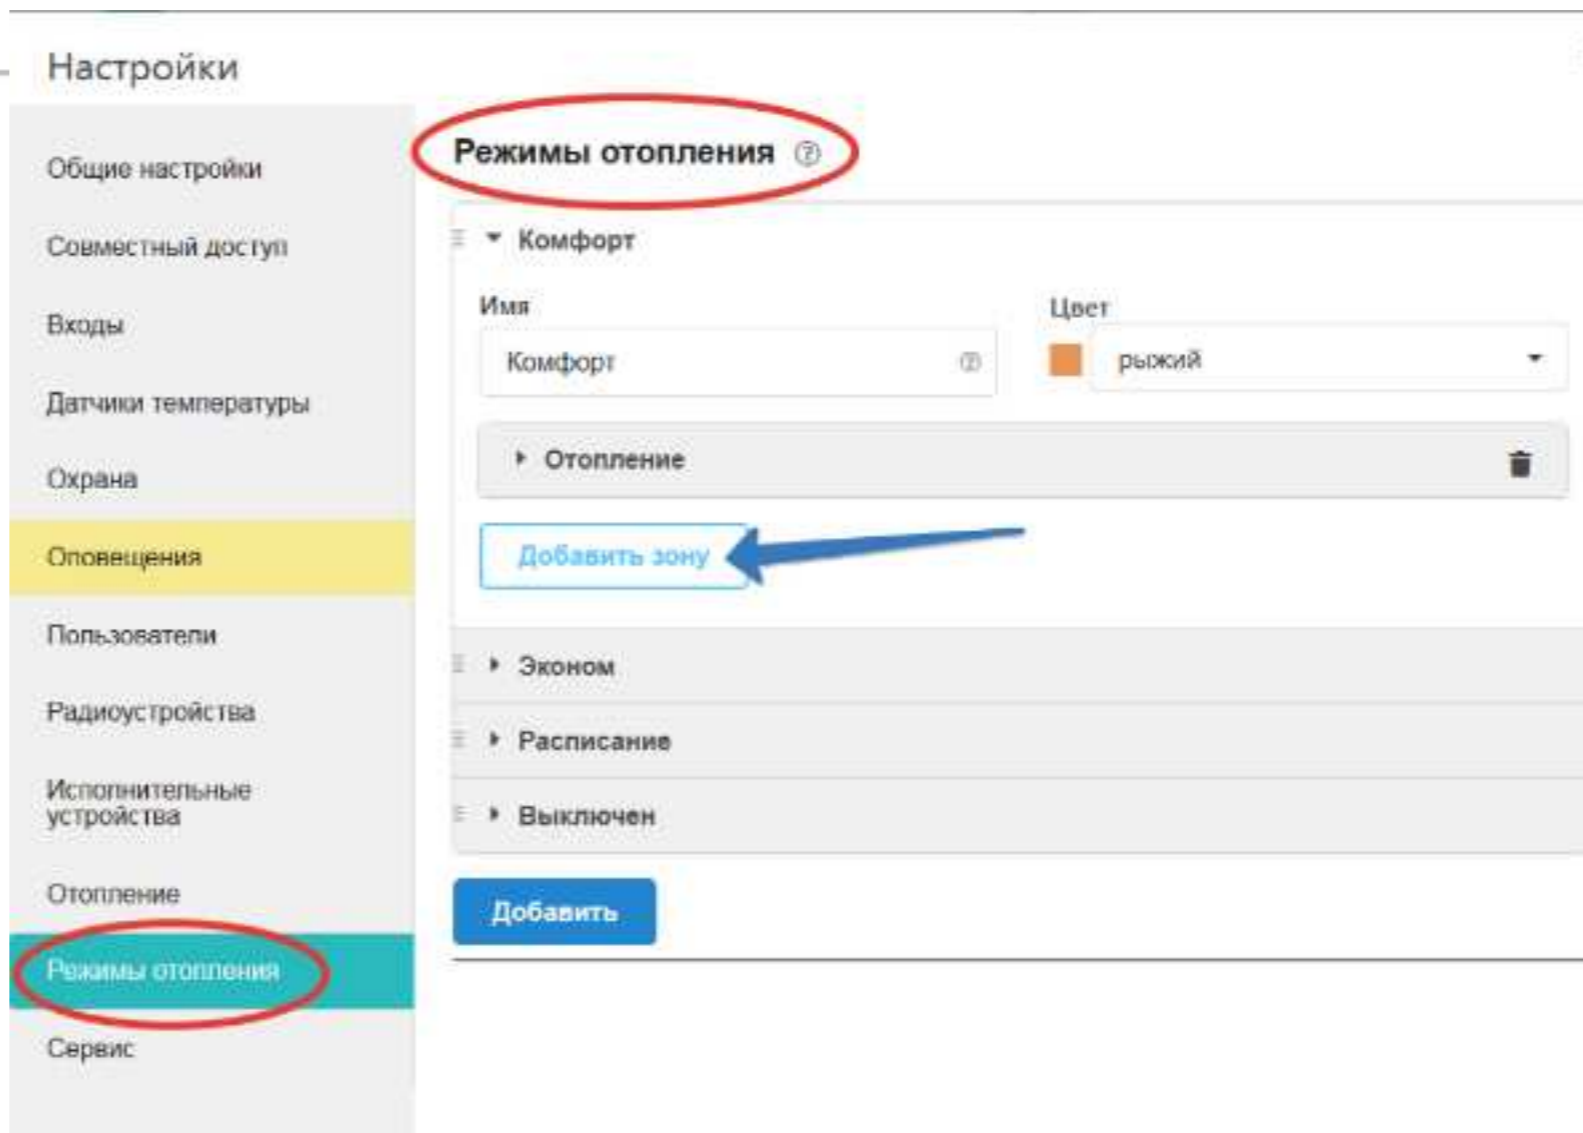 Настройки
Общие настройки
Совместный доступ
Входы
Датчики температуры
Охрана
Оповещения
Пользователи
Радиоустройства
Исполнительные
устройства
Отопление
Режимы отопления
Сервис
Режимы отопления
Комфорт
Имя
Цвет
Комфорт
рыжий
Отопление
Добавить зону
Эконом
Расписание
Выключен
Добавить